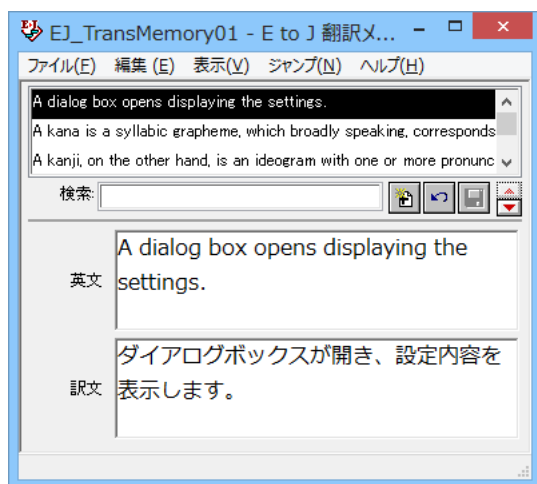 EJ_TransMemory01 - E to J 翻訳メ...
ファイル(F) 編集(E) 表示(V) ジャンプ(N) ヘルプ(H)
A dialog box opens displaying the settings.
A kana is a syllabic grapheme, which broadly speaking, corresponds
A kanji, on the other hand, is an ideogram with one or more pronunc
検索:
英文
A dialog box opens displaying the
settings.
訳文
ダイアログボックスが開き、設定内容を
表示します。